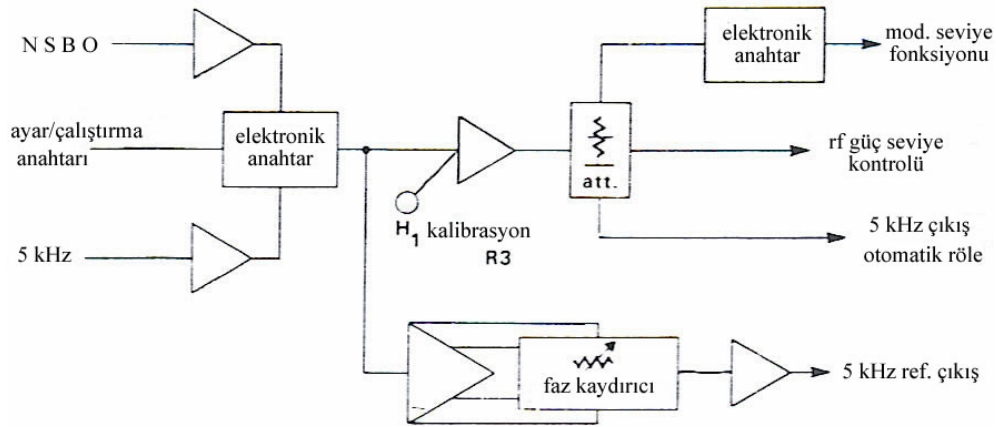 N S B O
ayar/çalıştırma
anahtarı
5 kHz
elektronik
anahtar
H1 kalibrasyon
R3
att.
elektronik
anahtar
mod. seviye
fonksiyonu
rf güç seviye
kontrolü
5 kHz çıkış
otomatik röle
faz kaydırıcı
5 kHz ref. çıkış